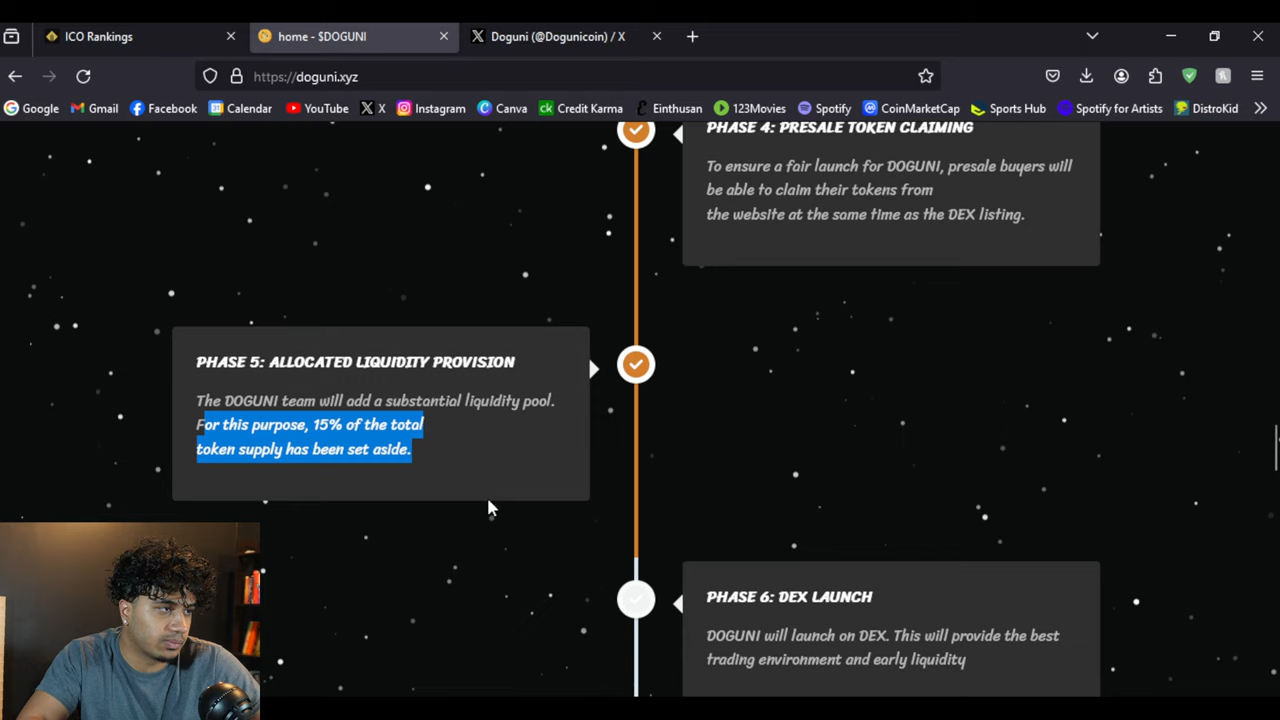 ICO Rankings
home - $DOGUNI
Doguni (@Dogunicoin) / X
https://doguni.xyz
Google
Gmail
Facebook
Calendar
YouTube
X
Instagram
Canva
ck Credit Karma
Einthusan
123Movies
Spotify
CoinMarketCap
Sports Hub
Spotify for Artists
DistroKid
PHASE 4: PRESALE TOKEN CLAIMING
To ensure a fair launch for DOGUNI, presale buyers will
be able to claim their tokens from
the website at the same time as the DEX listing.
PHASE 5: ALLOCATED LIQUIDITY PROVISION
The DOGUNI team will add a substantial liquidity pool.
For this purpose, 15% of the total
token supply has been set aside.
PHASE 6: DEX LAUNCH
DOGUNI will launch on DEX. This will provide the best
trading environment and early liquidity